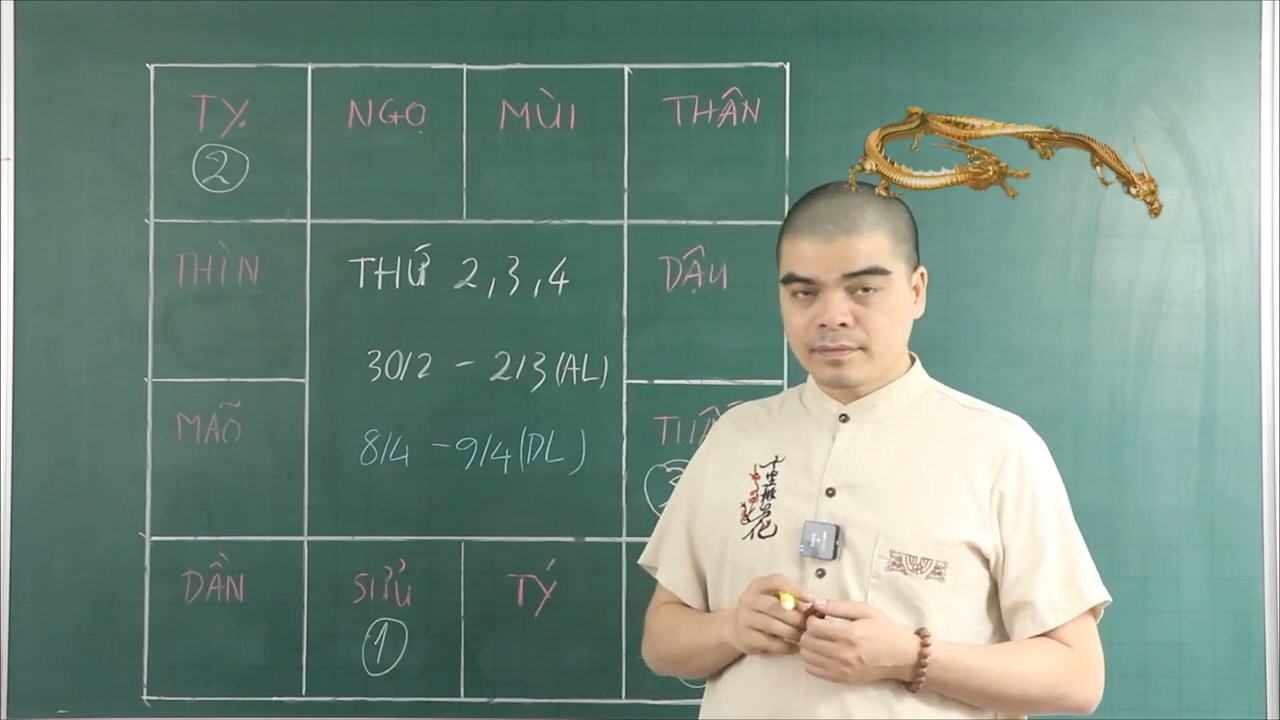 TỴ NGỌ MÙI THÂN
2
THÌN THỨ 2,3,4 DẬU
30/2 - 2/3 (AL)
MÃO
8/4 - 9/4 (DL)
DẦN SỬU TÝ
1